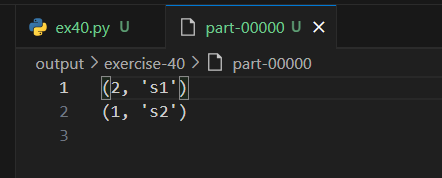 ex40.py U part-00000 U ×
output > exercise-40 > part-00000
1 (2, 's1')
2 (1, 's2')
3